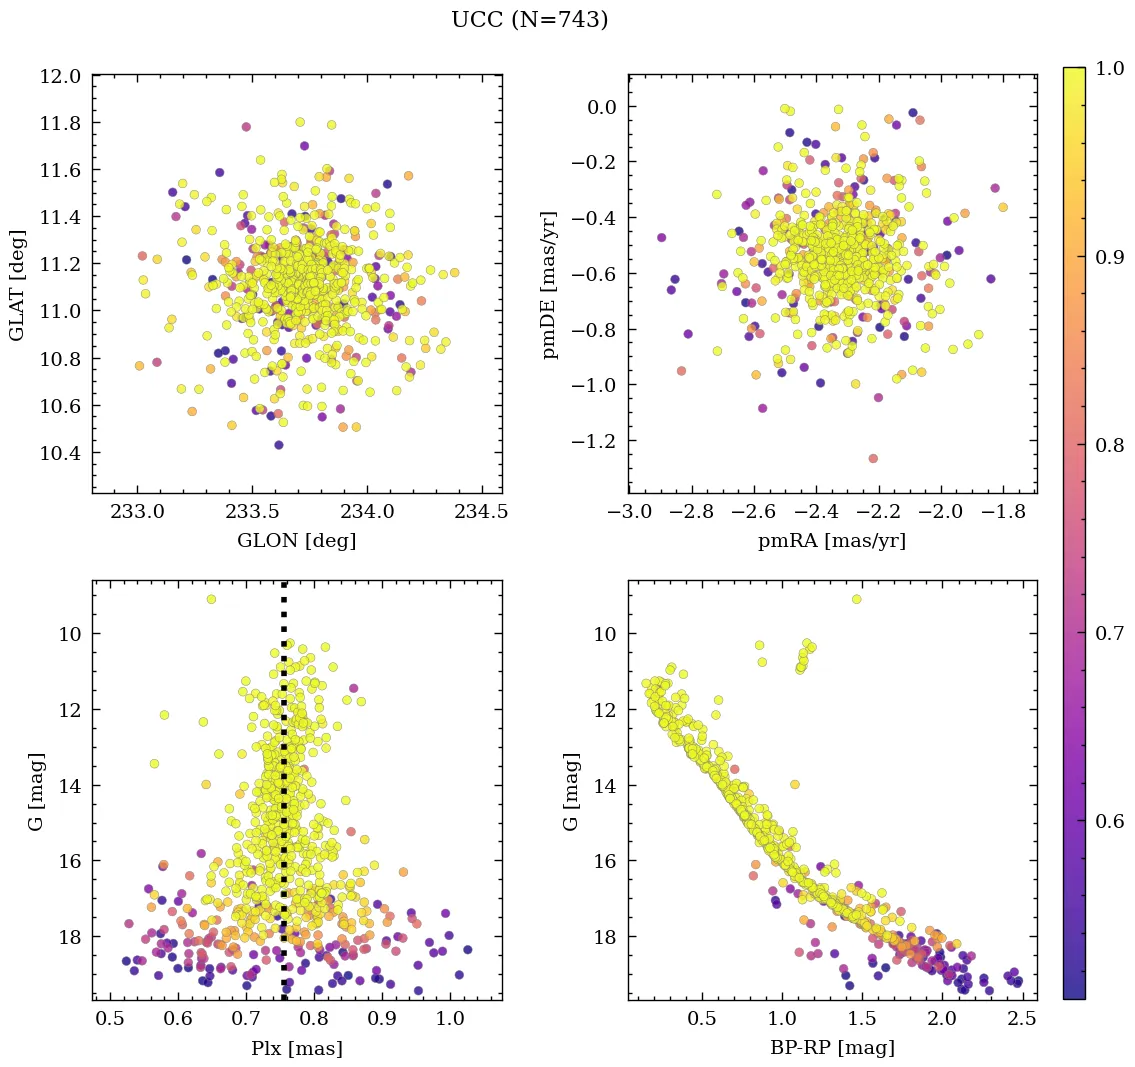 UCC (N=743)
12.0
11.8
11.6
11.4
11.2
11.0
10.8
10.6
10.4
GLAT [deg]
233.0 233.5 234.0 234.5
GLON [deg]
0.0
−0.2
−0.4
−0.6
−0.8
−1.0
−1.2
pmDE [mas/yr]
−3.0 −2.8 −2.6 −2.4 −2.2 −2.0 −1.8
pmRA [mas/yr]
10
12
14
16
18
G [mag]
0.5 0.6 0.7 0.8 0.9 1.0
Plx [mas]
10
12
14
16
18
G [mag]
0.5 1.0 1.5 2.0 2.5
BP-RP [mag]
1.0
0.9
0.8
0.7
0.6